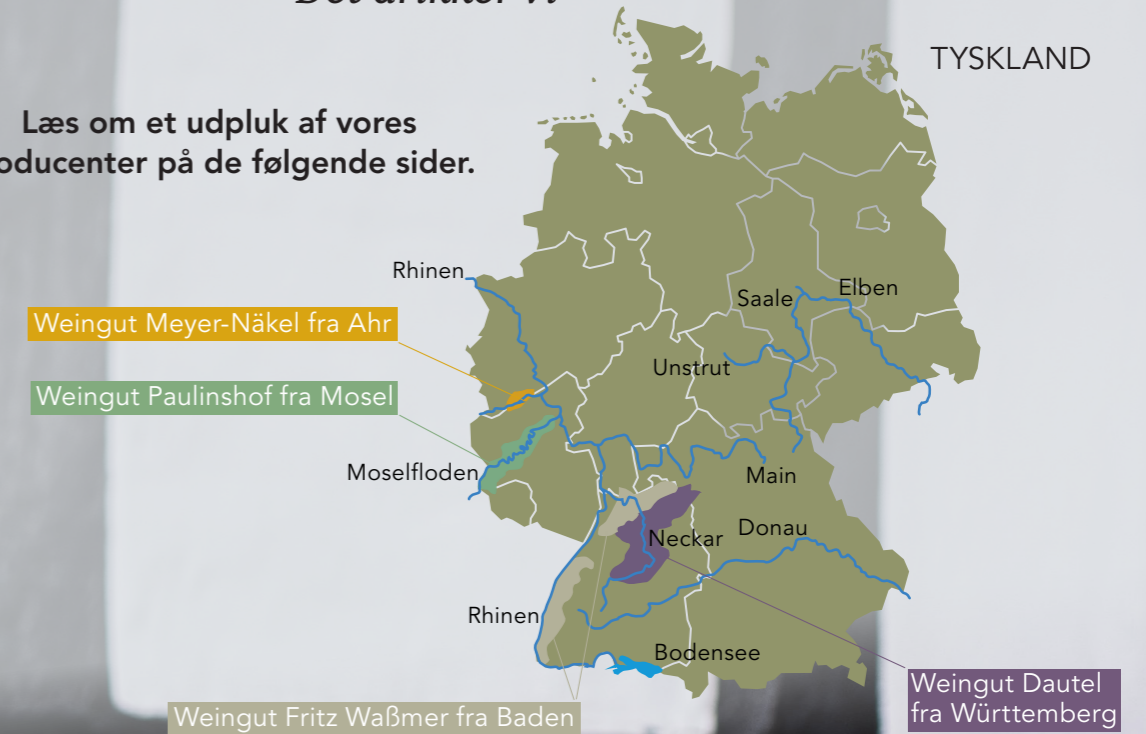 TYSKLAND
Læs om et udpluk af vores
oducenter på de følgende sider.
Rhinen
Saale
Elben
Weingut Meyer-Näkel fra Ahr
Unstrut
Weingut Paulinshof fra Mosel
Moselfloden
Main
Donau
Neckar
Rhinen
Bodensee
Weingut Dautel
fra Württemberg
Weingut Fritz Waßmer fra Baden